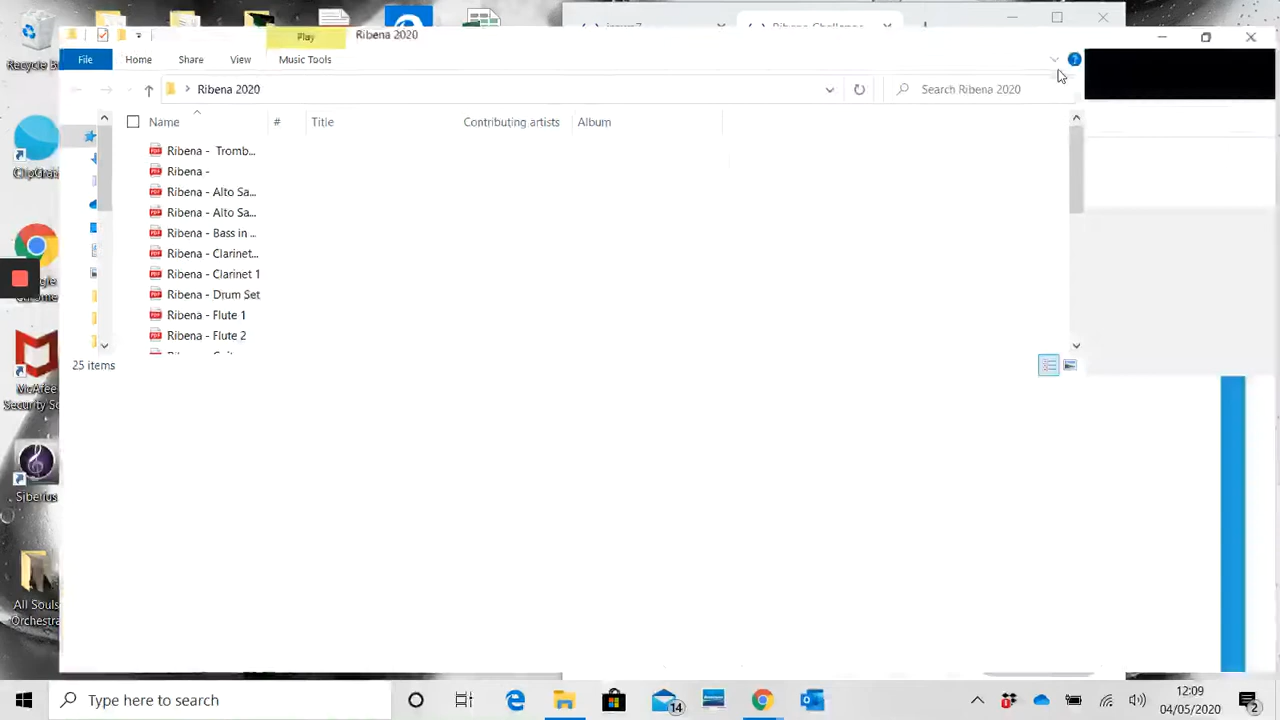 Play
Ribena 2020
File
Home
Share
View
Music Tools
?
Ribena 2020
Search Ribena 2020
Name
#
Title
Contributing artists
Album
Ribena - Tromb...
Ribena -
Ribena - Alto Sa...
Ribena - Alto Sa...
Ribena - Bass in ...
Ribena - Clarinet...
Ribena - Clarinet 1
Ribena - Drum Set
Ribena - Flute 1
Ribena - Flute 2
25 items
Recycle
McAfee
Security
Sibelius
All Souls
Orchestra
Type here to search
14
12:09
04/05/2020
2